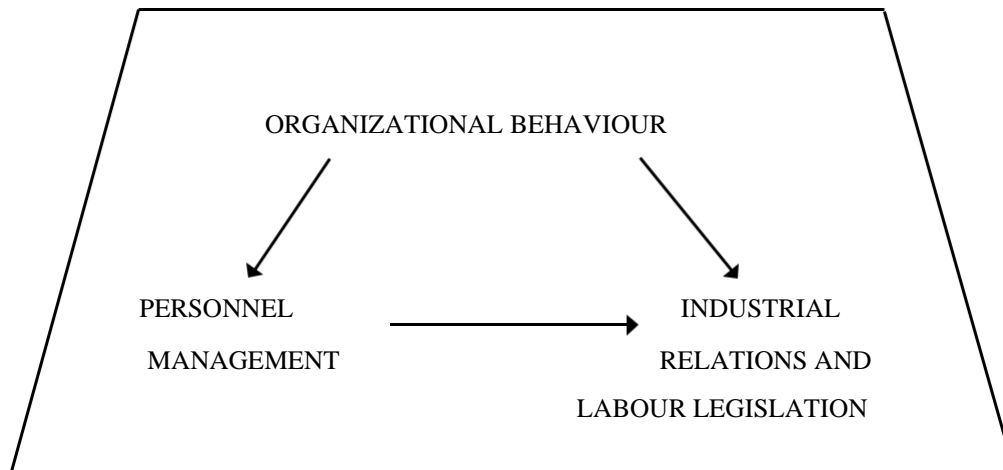 ORGANIZATIONAL BEHAVIOUR
PERSONNEL
MANAGEMENT
INDUSTRIAL
RELATIONS AND
LABOUR LEGISLATION